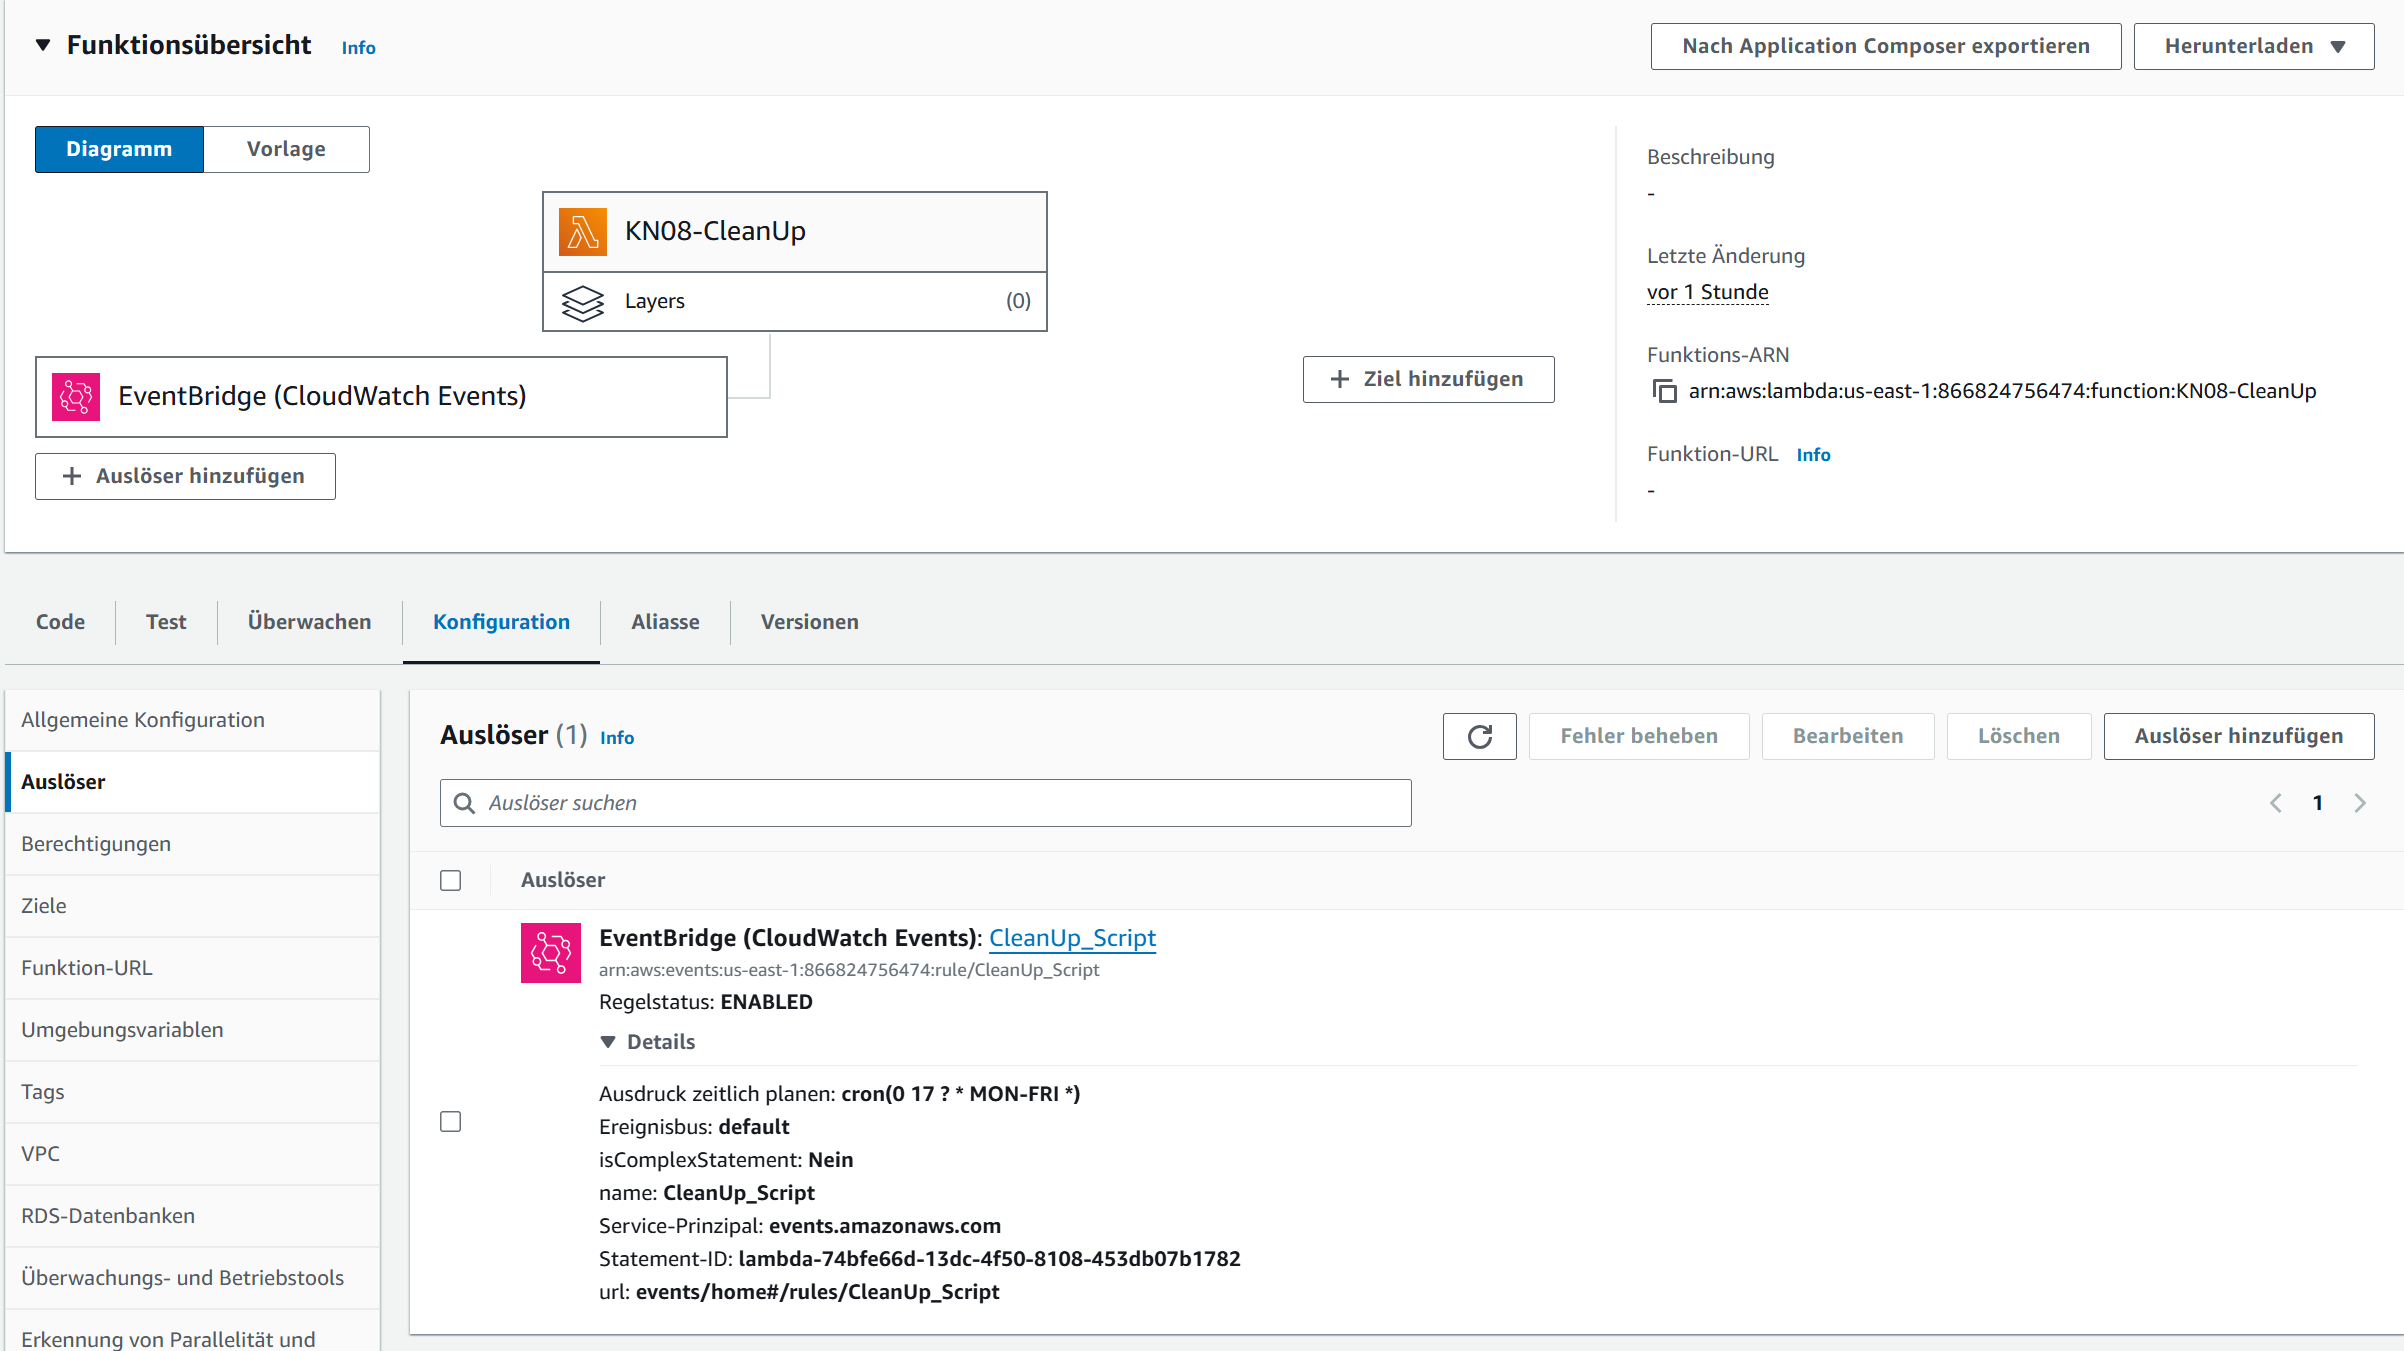 Funktionsübersicht Info
Nach Application Composer exportieren
Herunterladen
Diagramm
Vorlage
KN08-CleanUp
Layers
(0)
EventBridge (CloudWatch Events)
Auslöser hinzufügen
Ziel hinzufügen
Beschreibung
-
Letzte Änderung
vor 1 Stunde
Funktions-ARN
arn:aws:lambda:us-east-1:866824756474:function:KN08-CleanUp
Funktion-URL Info
-
Code
Test
Überwachen
Konfiguration
Aliasse
Versionen
Allgemeine Konfiguration
Auslöser
Berechtigungen
Ziele
Funktion-URL
Umgebungsvariablen
Tags
VPC
RDS-Datenbanken
Überwachungs- und Betriebstools
Erkennung von Parallelität und
Auslöser (1) Info
Fehler beheben
Bearbeiten
Löschen
Auslöser hinzufügen
Auslöser suchen
1
Auslöser
EventBridge (CloudWatch Events): CleanUp_Script
arn:aws:events:us-east-1:866824756474:rule/CleanUp_Script
Regelstatus: ENABLED
Details
Ausdruck zeitlich planen: cron(0 17 ? * MON-FRI *)
Ereignisbus: default
isComplexStatement: Nein
name: CleanUp_Script
Service-Prinzipal: events.amazonaws.com
Statement-ID: lambda-74bfe66d-13dc-4f50-8108-453db07b1782
url: events/home#/rules/CleanUp_Script